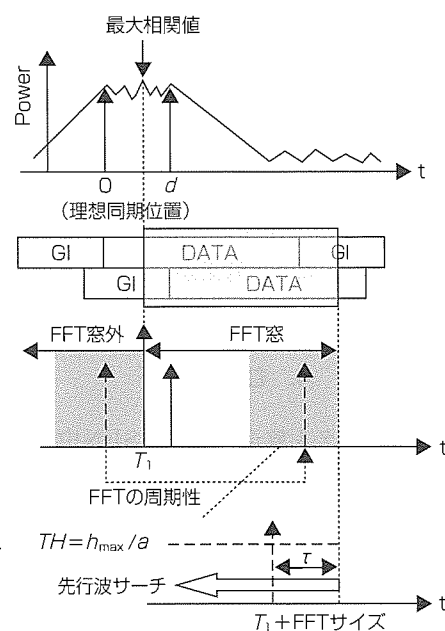 最大相関値
Power
t
0
d
(理想同期位置)
GI
DATA
GI
GI
DATA
FFT窓外
FFT窓
t
T₁
FFTの周期性
TH=hmax/a
τ
先行波サーチ
t
T₁+FFTサイズ